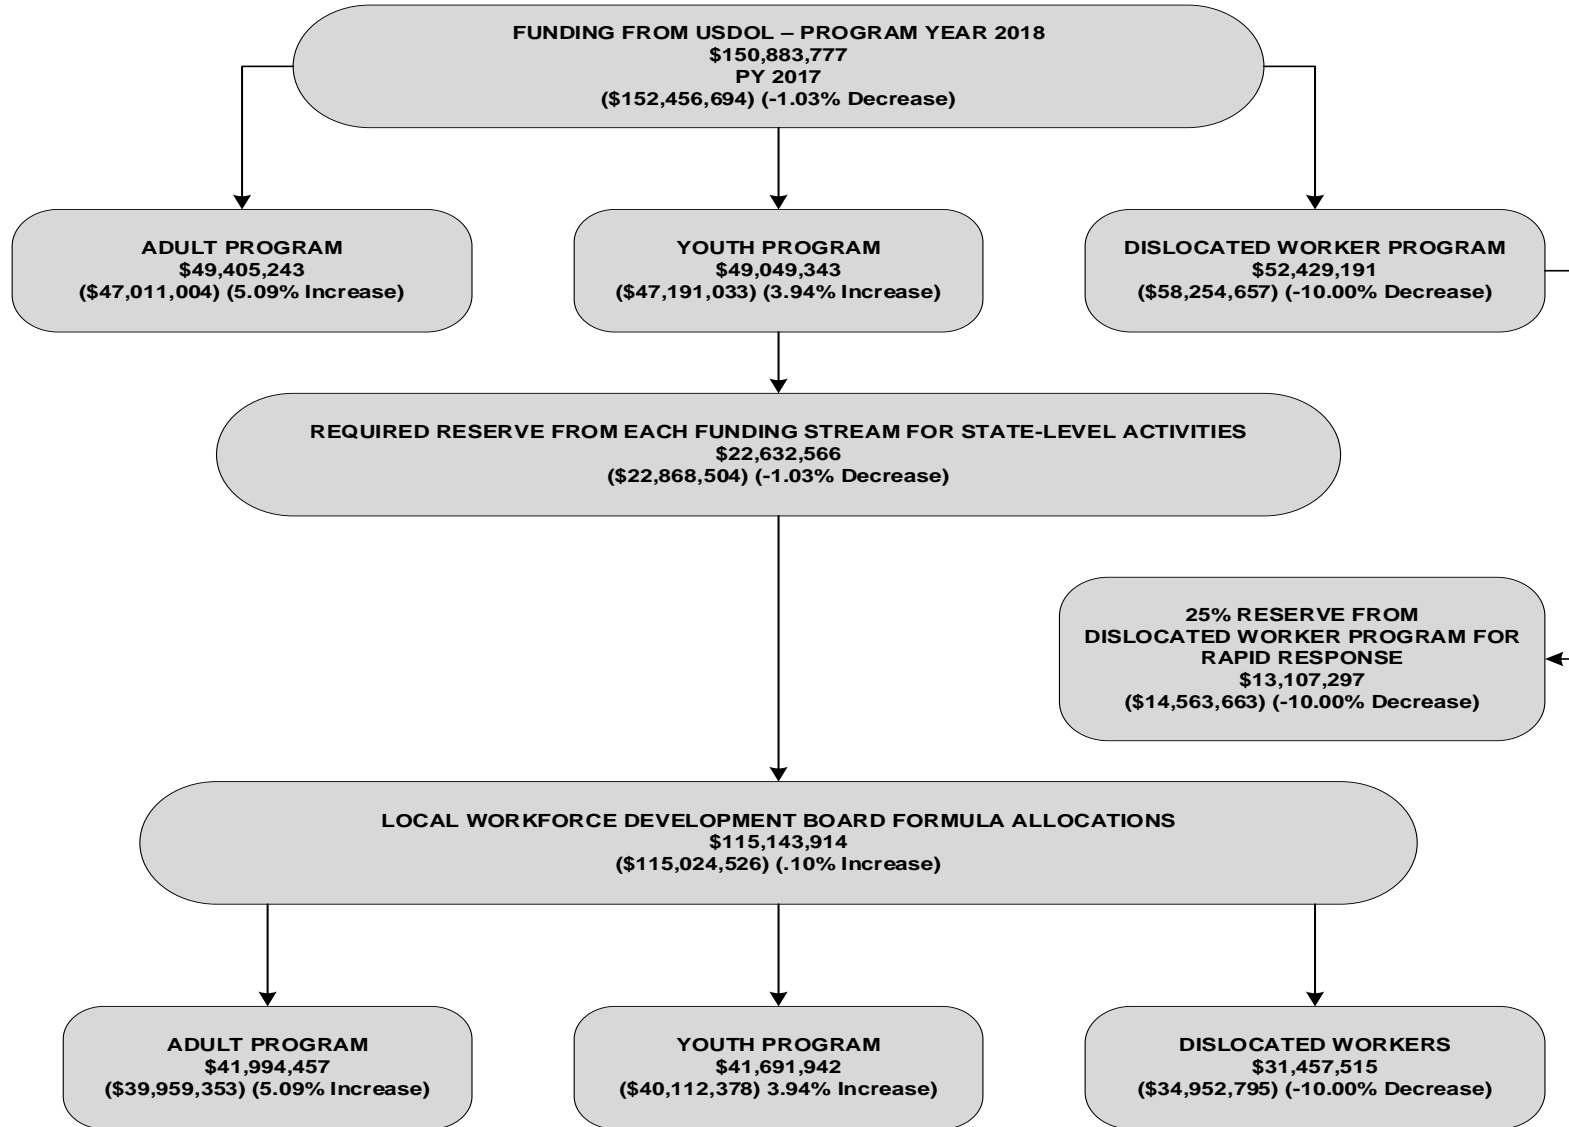 FUNDING FROM USDOL – PROGRAM YEAR 2018
$150,883,777
PY 2017
($152,456,694) (-1.03% Decrease)
ADULT PROGRAM
$49,405,243
($47,011,004) (5.09% Increase)
YOUTH PROGRAM
$49,049,343
($47,191,033) (3.94% Increase)
DISLOCATED WORKER PROGRAM
$52,429,191
($58,254,657) (-10.00% Decrease)
REQUIRED RESERVE FROM EACH FUNDING STREAM FOR STATE-LEVEL ACTIVITIES
$22,632,566
($22,868,504) (-1.03% Decrease)
25% RESERVE FROM
DISLOCATED WORKER PROGRAM FOR
RAPID RESPONSE
$13,107,297
($14,563,663) (-10.00% Decrease)
LOCAL WORKFORCE DEVELOPMENT BOARD FORMULA ALLOCATIONS
$115,143,914
($115,024,526) (.10% Increase)
ADULT PROGRAM
$41,994,457
($39,959,353) (5.09% Increase)
YOUTH PROGRAM
$41,691,942
($40,112,378) 3.94% Increase)
DISLOCATED WORKERS
$31,457,515
($34,952,795) (-10.00% Decrease)